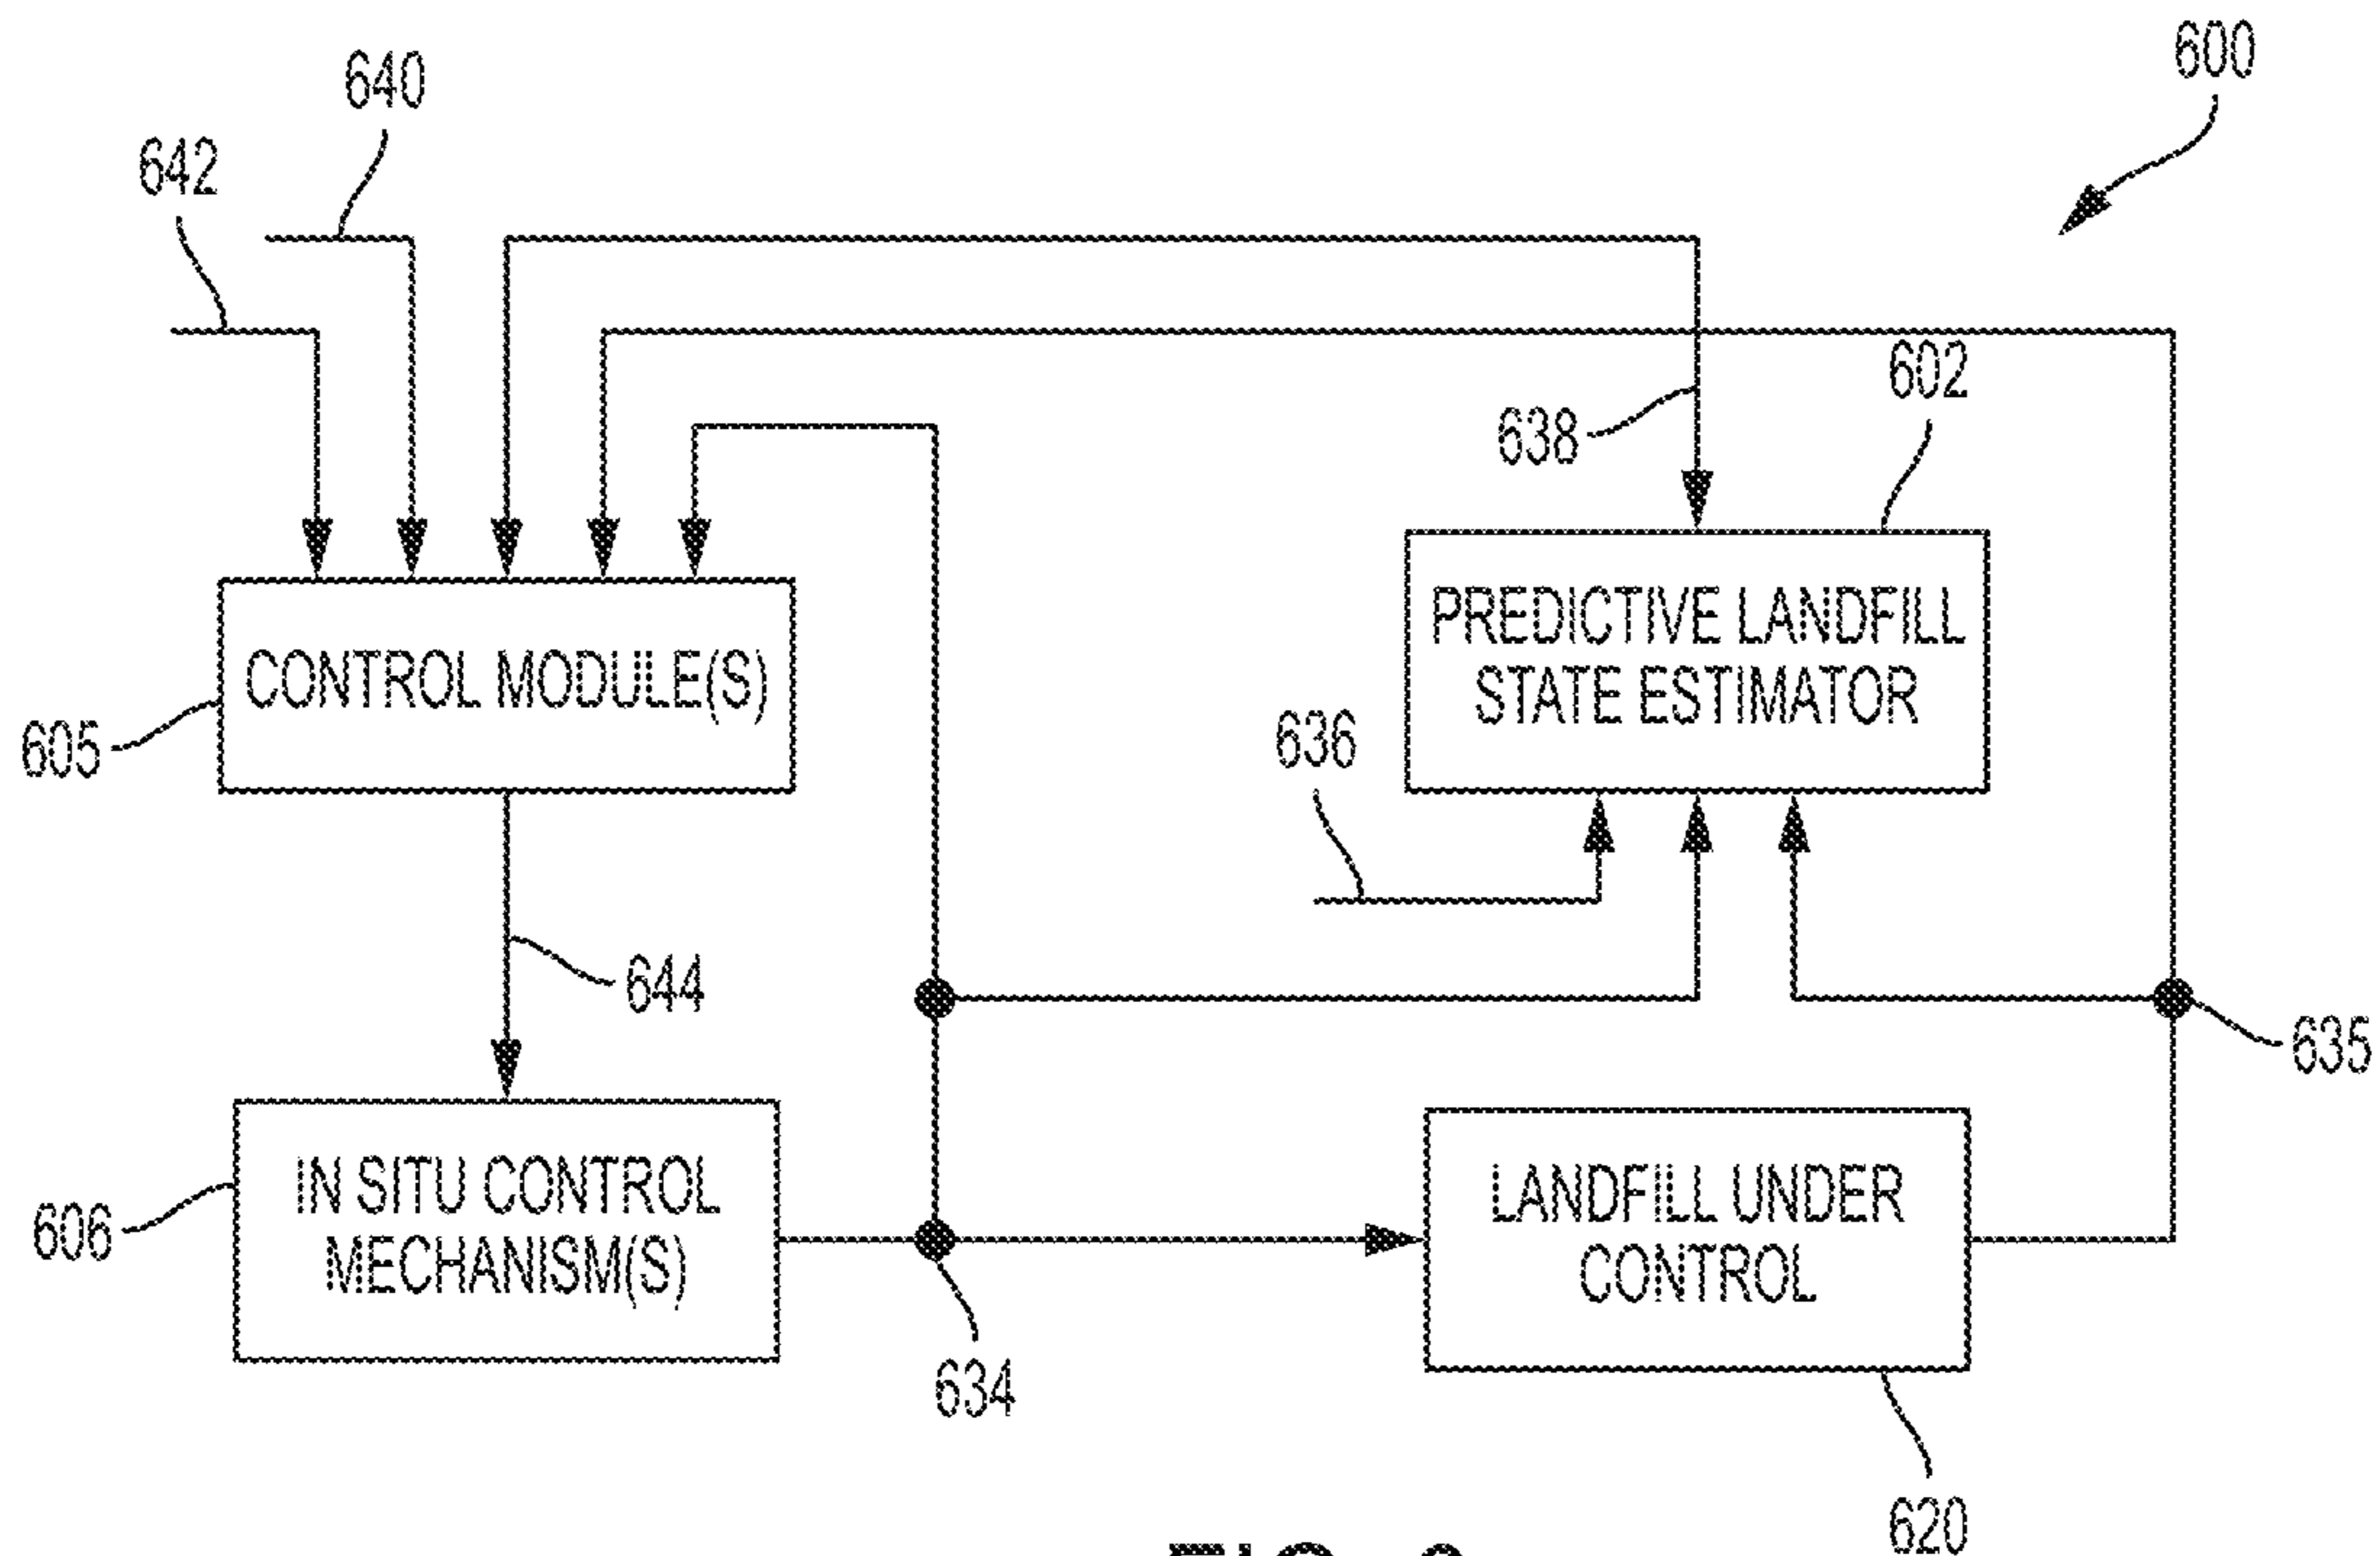 600
640
642
602
638
PREDICTIVE LANDFILL
STATE ESTIMATOR
CONTROL MODULE(S)
605
636
644
635
IN SITU CONTROL
MECHANISM(S)
606
LANDFILL UNDER
CONTROL
634
620